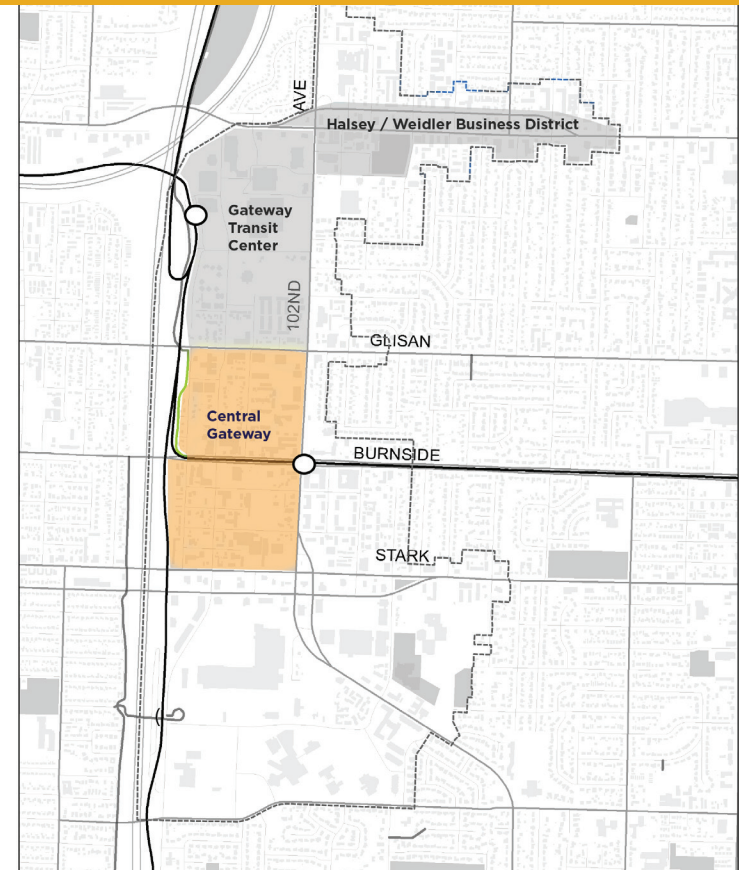 AVE
Halsey / Weidler Business District
Gateway
Transit
Center
102ND
GLISAN
Central
Gateway
BURNSIDE
STARK